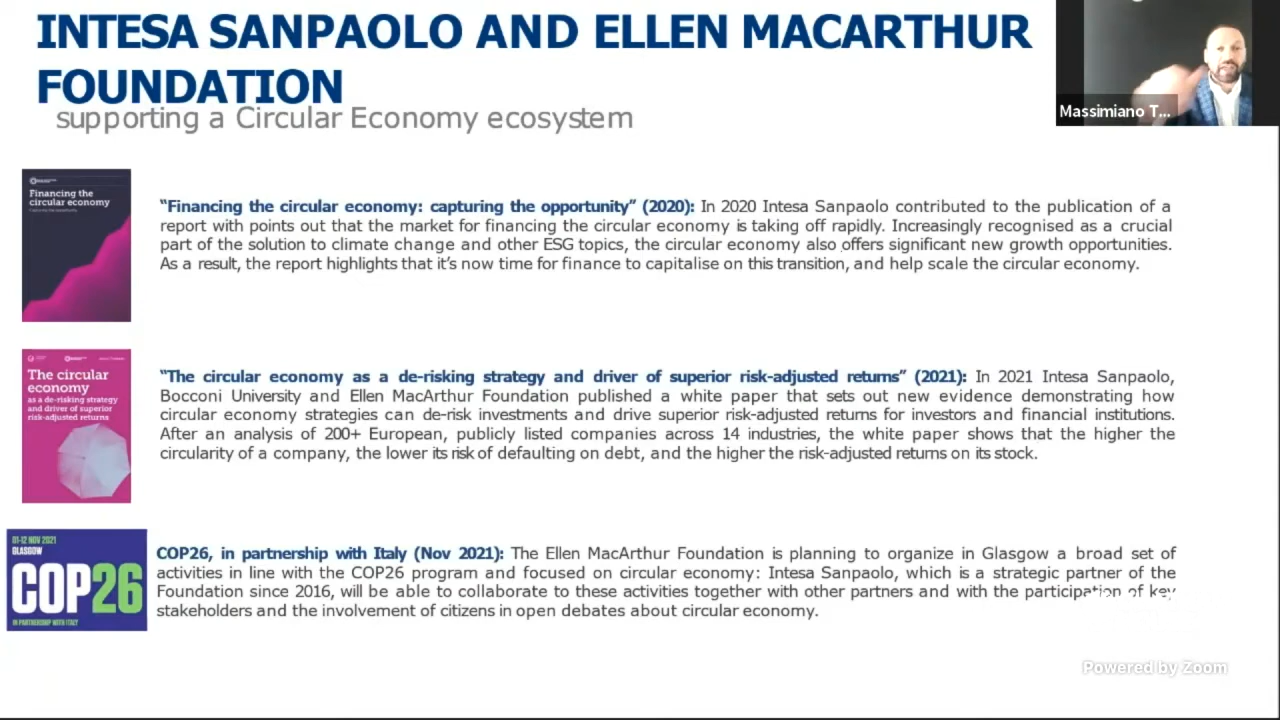 INTESA SANPAOLO AND ELLEN MACARTHUR
FOUNDATION
supporting a Circular Economy ecosystem
Massimiano T...
Financing the
circular economy
“Financing the circular economy: capturing the opportunity” (2020): In 2020 Intesa Sanpaolo contributed to the publication of a
report with points out that the market for financing the circular economy is taking off rapidly. Increasingly recognised as a crucial
part of the solution to climate change and other ESG topics, the circular economy also offers significant new growth opportunities.
As a result, the report highlights that it’s now time for finance to capitalise on this transition, and help scale the circular economy.
The circular
economy
as a de-risking strategy
and driver of superior
risk-adjusted returns
“The circular economy as a de-risking strategy and driver of superior risk-adjusted returns” (2021): In 2021 Intesa Sanpaolo,
Bocconi University and Ellen MacArthur Foundation published a white paper that sets out new evidence demonstrating how
circular economy strategies can de-risk investments and drive superior risk-adjusted returns for investors and financial institutions.
After an analysis of 200+ European, publicly listed companies across 14 industries, the white paper shows that the higher the
circularity of a company, the lower its risk of defaulting on debt, and the higher the risk-adjusted returns on its stock.
01-12 NOV 2021
GLASGOW
COP26
IN PARTNERSHIP WITH ITALY
COP26, in partnership with Italy (Nov 2021): The Ellen MacArthur Foundation is planning to organize in Glasgow a broad set of
activities in line with the COP26 program and focused on circular economy: Intesa Sanpaolo, which is a strategic partner of the
Foundation since 2016, will be able to collaborate to these activities together with other partners and with the participation of key
stakeholders and the involvement of citizens in open debates about circular economy.
Powered by Zoom